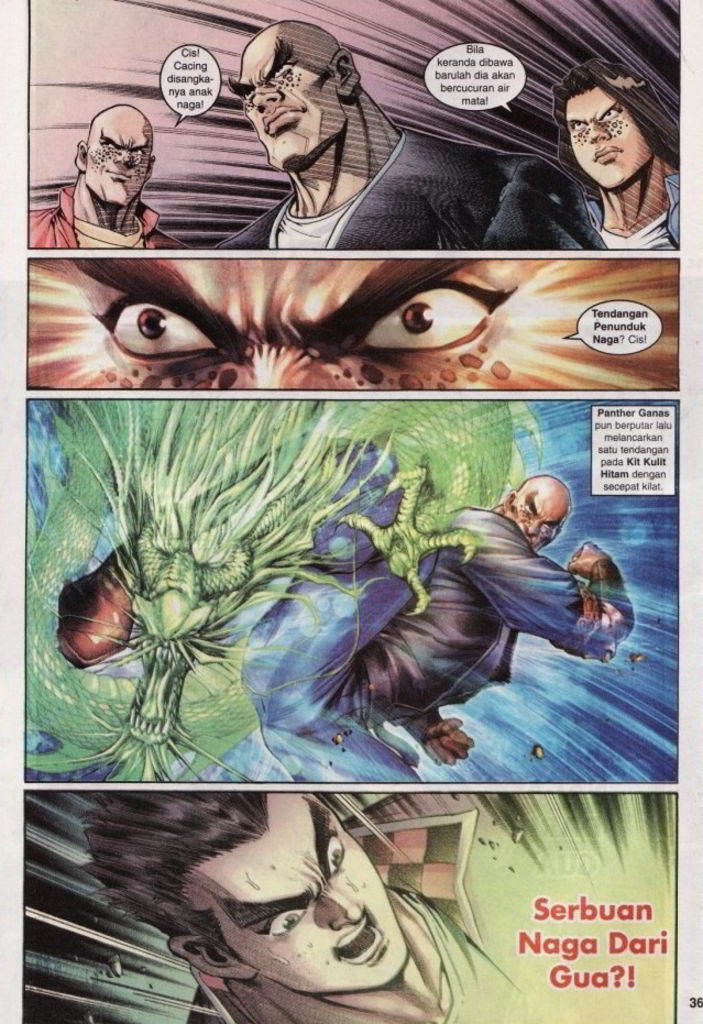 Cis!
Cacing
disangka-
nya anak
naga!
Bila
keranda dibawa
barulah dia akan
bercucuran air
mata!
Tendangan
Penunduk
Naga? Cis!
Panther Ganas
pun berputar lalu
melancarkan
satu tendangan
pada Kit Kulit
Hitam dengan
secepat kilat.
Serbuan
Naga Dari
Gua?!
36